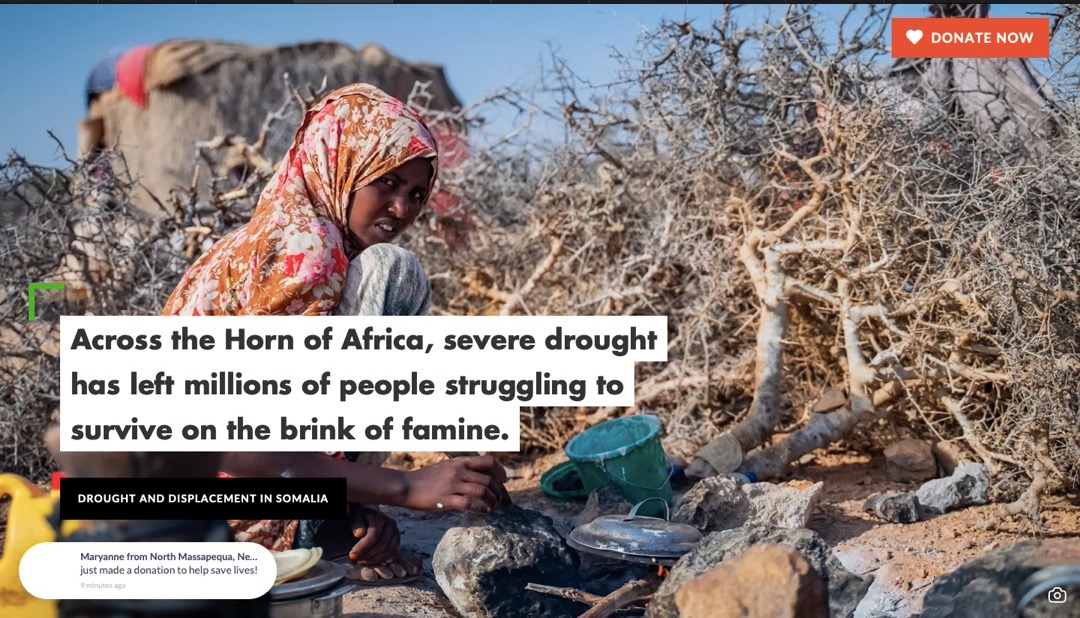 DONATE NOW
Across the Horn of Africa, severe drought
has left millions of people struggling to
survive on the brink of famine.
DROUGHT AND DISPLACEMENT IN SOMALIA
Maryanne from North Massapequa, Ne...
just made a donation to help save lives!
9 minutes ago